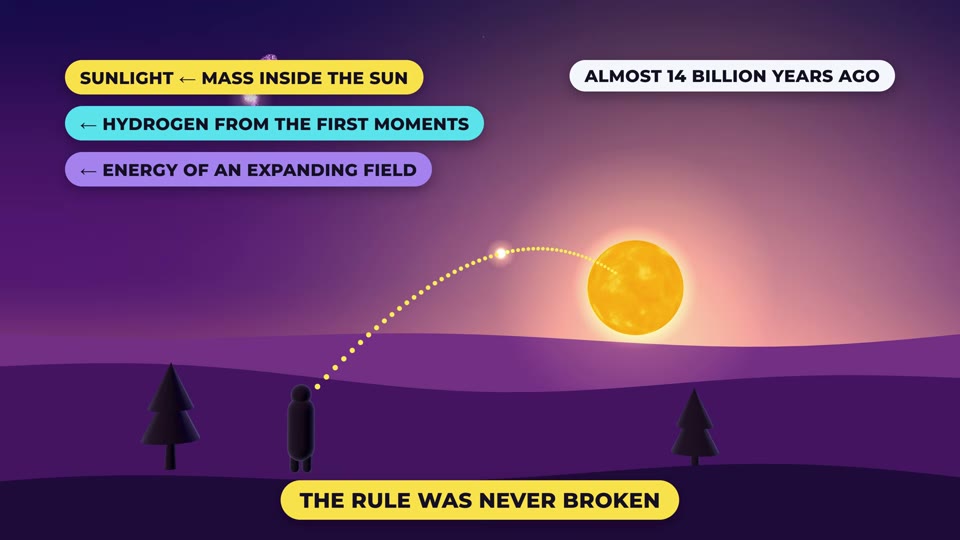 SUNLIGHT ← MASS INSIDE THE SUN
← HYDROGEN FROM THE FIRST MOMENTS
← ENERGY OF AN EXPANDING FIELD
ALMOST 14 BILLION YEARS AGO
THE RULE WAS NEVER BROKEN